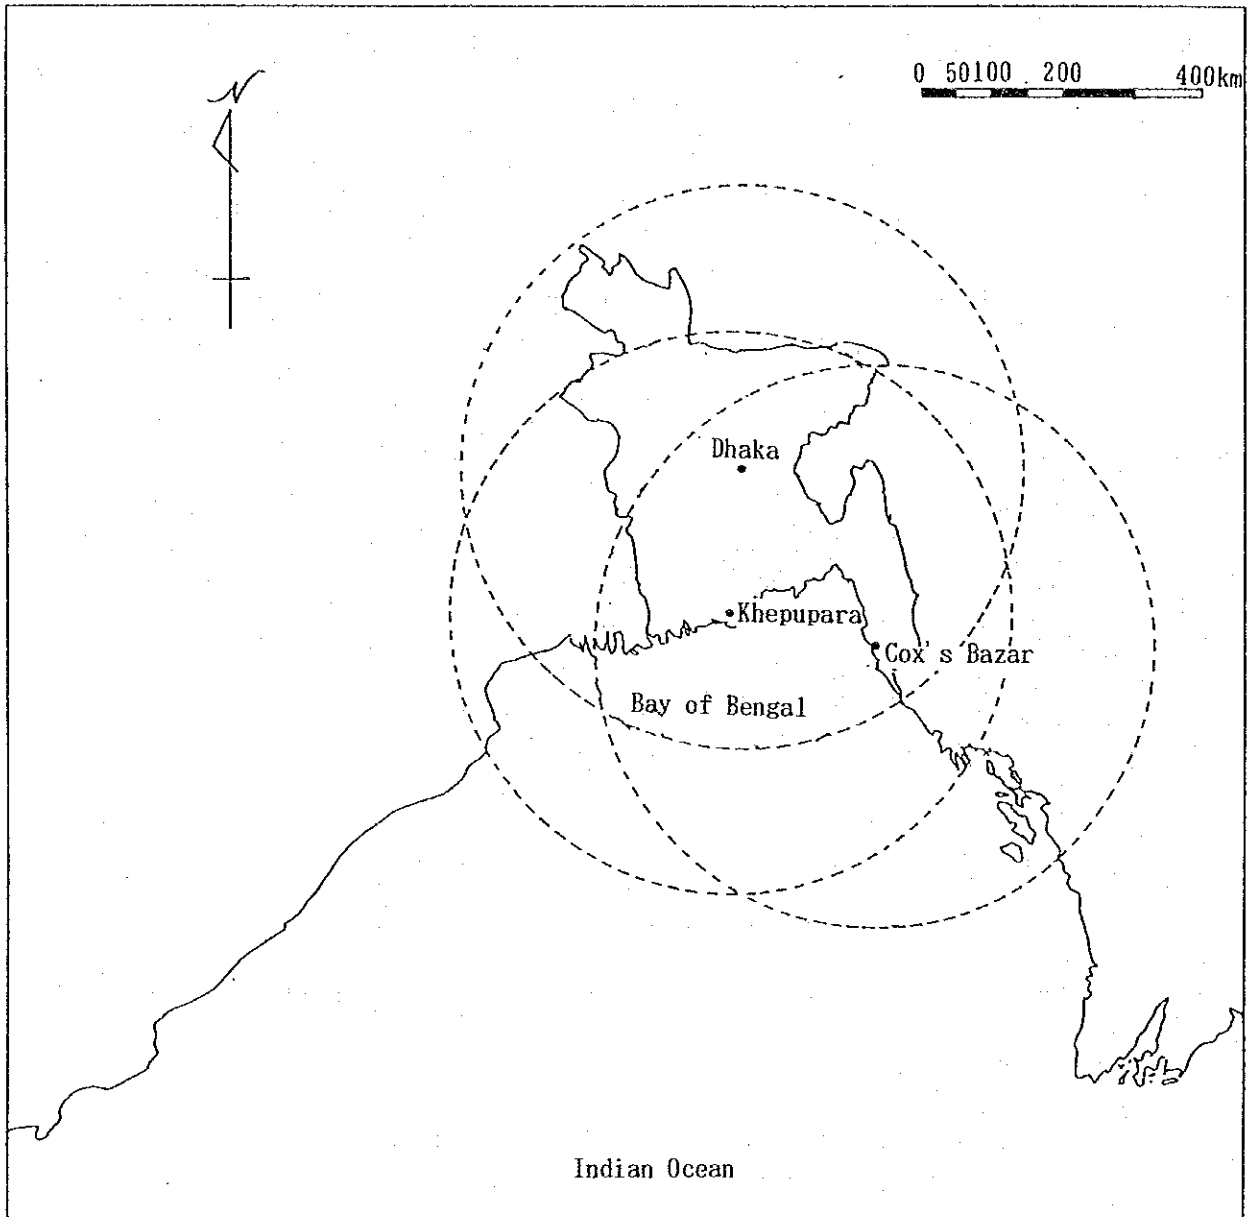 N
0 50100 200 400km
Dhaka
Khepupara
Cox's Bazar
Bay of Bengal
Indian Ocean